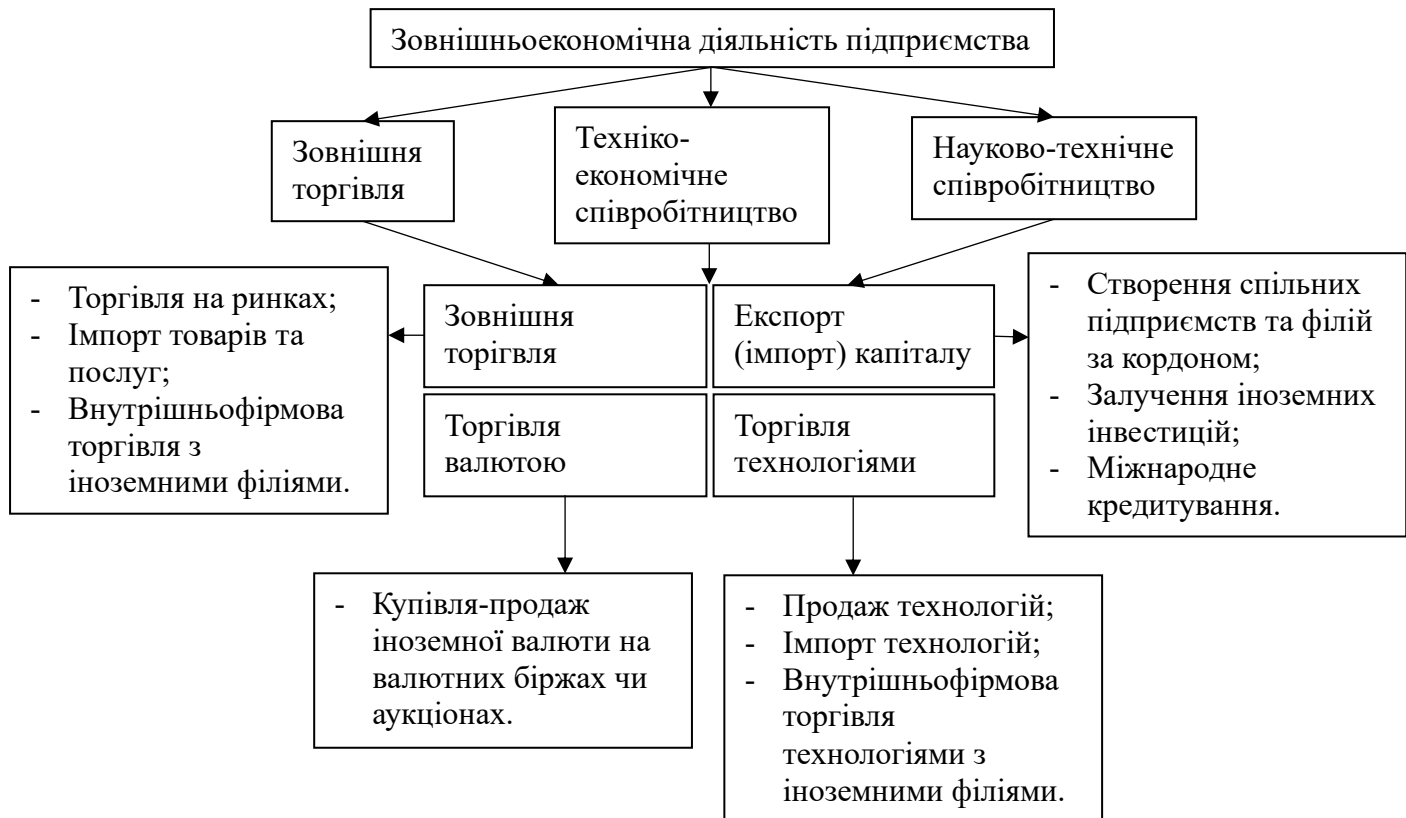 Зовнішньоекономічна діяльність підприємства
Зовнішня
торгівля
Техніко-
економічне
співробітництво
Науково-технічне
співробітництво
- Торгівля на ринках;
- Імпорт товарів та
послуг;
- Внутрішньофірмова
торгівля з
іноземними філіями.
Зовнішня
торігвля
Експорт
(імпорт) капіталу
- Створення спільних
підприємств та філій
за кордоном;
- Залучення іноземних
інвестицій;
- Міжнародне
кредитування.
Торгівля
валютою
Торгівля
технологіями
- Купівля-продаж
іноземної валюти на
валютних біржах чи
аукціонах.
- Продаж технологій;
- Імпорт технологій;
- Внутрішньофірмова
торгівля
технологіями з
іноземними філіями.